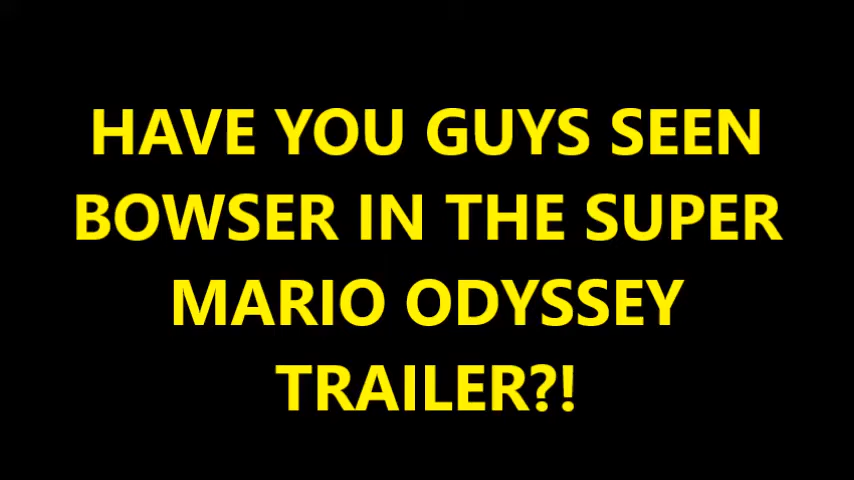 HAVE YOU GUYS SEEN
BOWSER IN THE SUPER
MARIO ODYSSEY
TRAILER?!